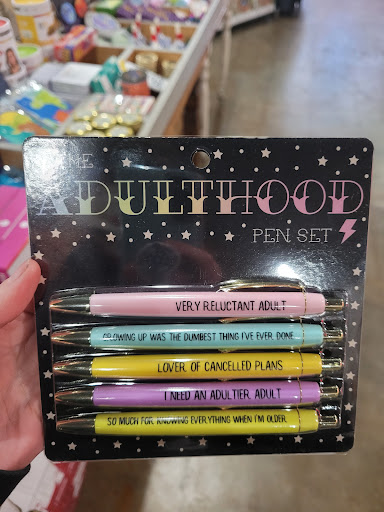 ADULTHOOD
PEN SET
VERY RELUCTANT ADULT
GROWING UP WAS THE DUMBEST THING I'VE EVER DONE
LOVER OF CANCELLED PLANS
I NEED AN ADULTIER ADULT
SO MUCH FOR KNOWING EVERYTHING WHEN I'M OLDER